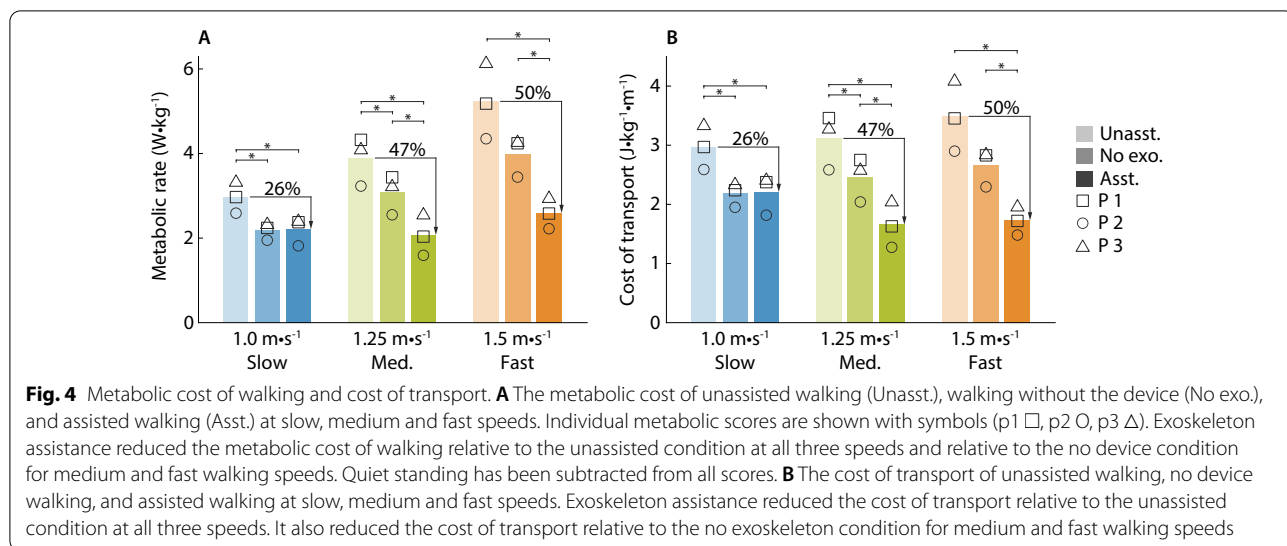 A
Metabolic rate (W•kg⁻¹)
6
4
2
0
*
*
26%
*
*
*
47%
*
*
50%
1.0 m•s⁻¹
Slow
1.25 m•s⁻¹
Med.
1.5 m•s⁻¹
Fast
B
Cost of transport (J•kg⁻¹•m⁻¹)
4
3
2
1
0
*
*
26%
*
*
*
47%
*
*
50%
1.0 m•s⁻¹
Slow
1.25 m•s⁻¹
Med.
1.5 m•s⁻¹
Fast
Unasst.
No exo.
Asst.
P 1
P 2
P 3
Fig. 4 Metabolic cost of walking and cost of transport. A The metabolic cost of unassisted walking (Unasst.), walking without the device (No exo.),
and assisted walking (Asst.) at slow, medium and fast speeds. Individual metabolic scores are shown with symbols (p1 □, p2 O, p3 Δ). Exoskeleton
assistance reduced the metabolic cost of walking relative to the unassisted condition at all three speeds and relative to the no device condition
for medium and fast walking speeds. Quiet standing has been subtracted from all scores. B The cost of transport of unassisted walking, no device
walking, and assisted walking at slow, medium and fast speeds. Exoskeleton assistance reduced the cost of transport relative to the unassisted
condition at all three speeds. It also reduced the cost of transport relative to the no exoskeleton condition for medium and fast walking speeds